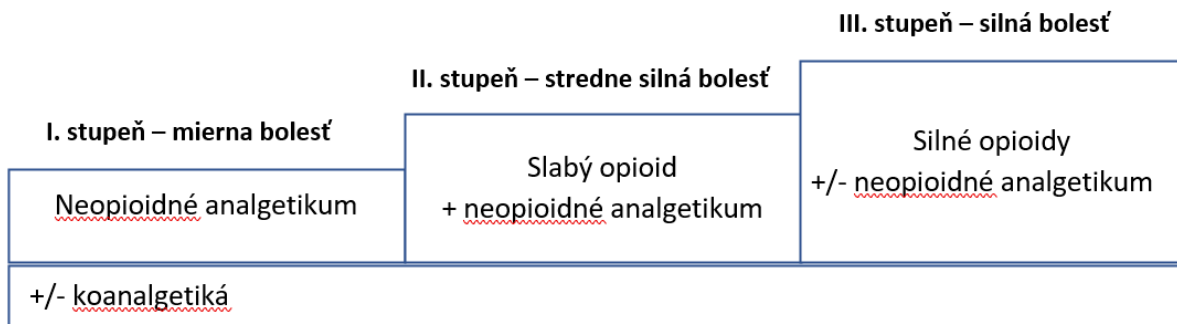 I. stupeň – mierna bolesť
Neopioidné analgetikum
II. stupeň – stredne silná bolesť
Slabý opioid
+ neopioidné analgetikum
III. stupeň – silná bolesť
Silné opioidy
+/- neopioidné analgetikum
+/- koanalgetiká